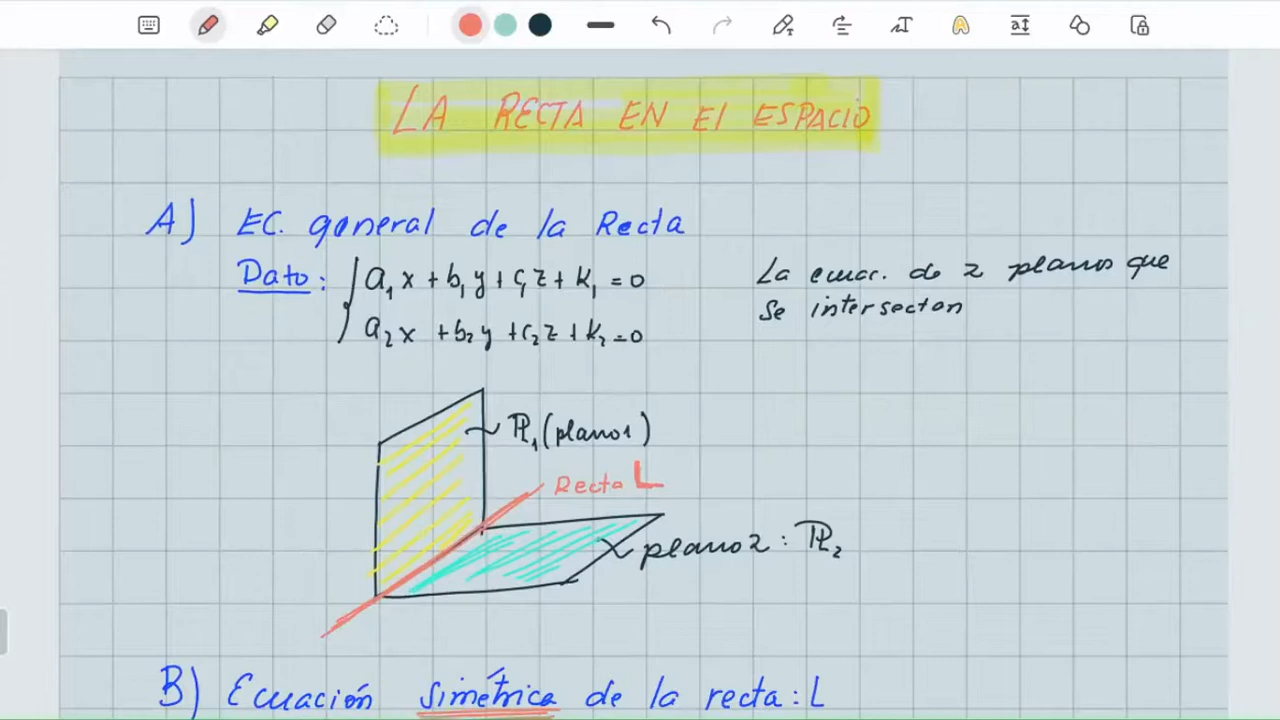 LA RECTA EN El ESPACIO
A) EC. general de la Recta
Dato: a₁x + b₁y + c₁z + k₁ = 0
a₂x + b₂y + c₂z + k₂ = 0
La ecuac. de 2 planos que
se intersecton
ℙ₁ (plano 1)
Recta L
plano 2 : ℙ₂
B) Ecuación simétrica de la recta: L